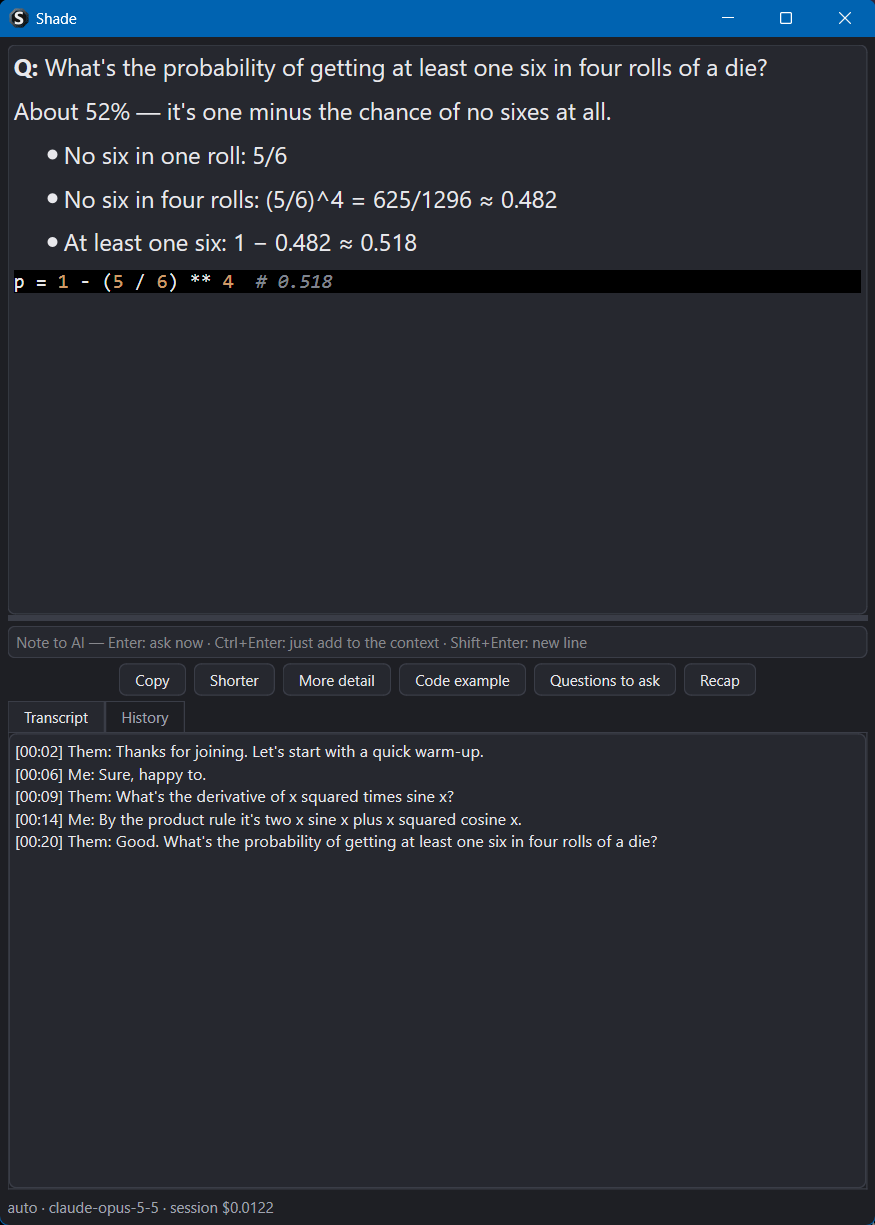 Shade
Q: What's the probability of getting at least one six in four rolls of a die?
About 52% — it's one minus the chance of no sixes at all.
• No six in one roll: 5/6
• No six in four rolls: (5/6)^4 = 625/1296 ≈ 0.482
• At least one six: 1 − 0.482 ≈ 0.518
p = 1 - (5 / 6) ** 4  # 0.518
Note to AI — Enter: ask now · Ctrl+Enter: just add to the context · Shift+Enter: new line
Copy Shorter More detail Code example Questions to ask Recap
Transcript History
[00:02] Them: Thanks for joining. Let's start with a quick warm-up.
[00:06] Me: Sure, happy to.
[00:09] Them: What's the derivative of x squared times sine x?
[00:14] Me: By the product rule it's two x sine x plus x squared cosine x.
[00:20] Them: Good. What's the probability of getting at least one six in four rolls of a die?
auto · claude-opus-5-5 · session $0.0122